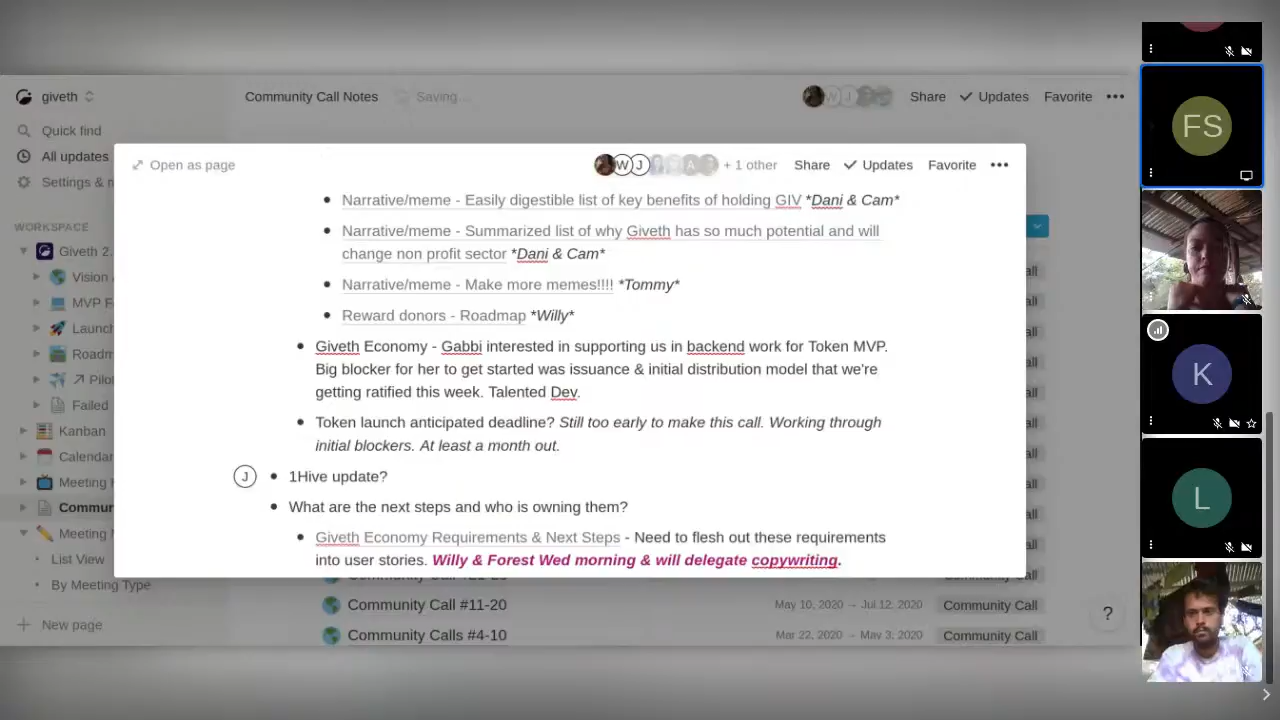 giveth
Community Call Notes
Saving...
Share
Updates
Favorite
Quick find
All updates
Settings & m
WORKSPACE
Giveth 2.
Vision
MVP F
Launch
Roadm
Pilot
Failed
Kanban
Calendar
Meeting
Commun
Meeting
List View
By Meeting Type
New page
Open as page
W
J
A
+ 1 other
Share
Updates
Favorite
Narrative/meme - Easily digestible list of key benefits of holding GIV *Dani & Cam*
Narrative/meme - Summarized list of why Giveth has so much potential and will
change non profit sector *Dani & Cam*
Narrative/meme - Make more memes!!!! *Tommy*
Reward donors - Roadmap *Willy*
Giveth Economy - Gabbi interested in supporting us in backend work for Token MVP.
Big blocker for her to get started was issuance & initial distribution model that we're
getting ratified this week. Talented Dev.
Token launch anticipated deadline? Still too early to make this call. Working through
initial blockers. At least a month out.
J
1Hive update?
What are the next steps and who is owning them?
Giveth Economy Requirements & Next Steps - Need to flesh out these requirements
into user stories. Willy & Forest Wed morning & will delegate copywriting.
Community Call #11-20
May 10, 2020 → Jul 12, 2020
Community Call
Community Calls #4-10
Mar 22, 2020 → May 3, 2020
Community Call
?
FS
K
L